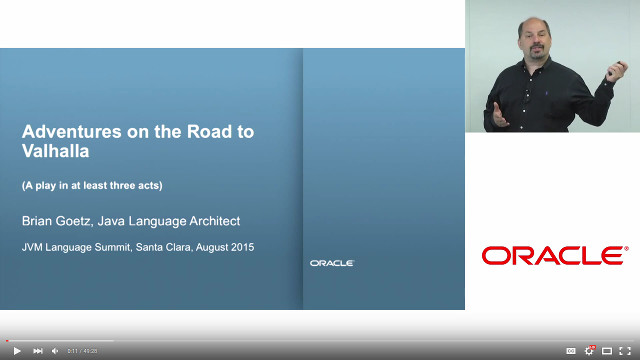 Adventures on the Road to
Valhalla
(A play in at least three acts)
Brian Goetz, Java Language Architect
JVM Language Summit, Santa Clara, August 2015
ORACLE
ORACLE®
0:11 / 49:28